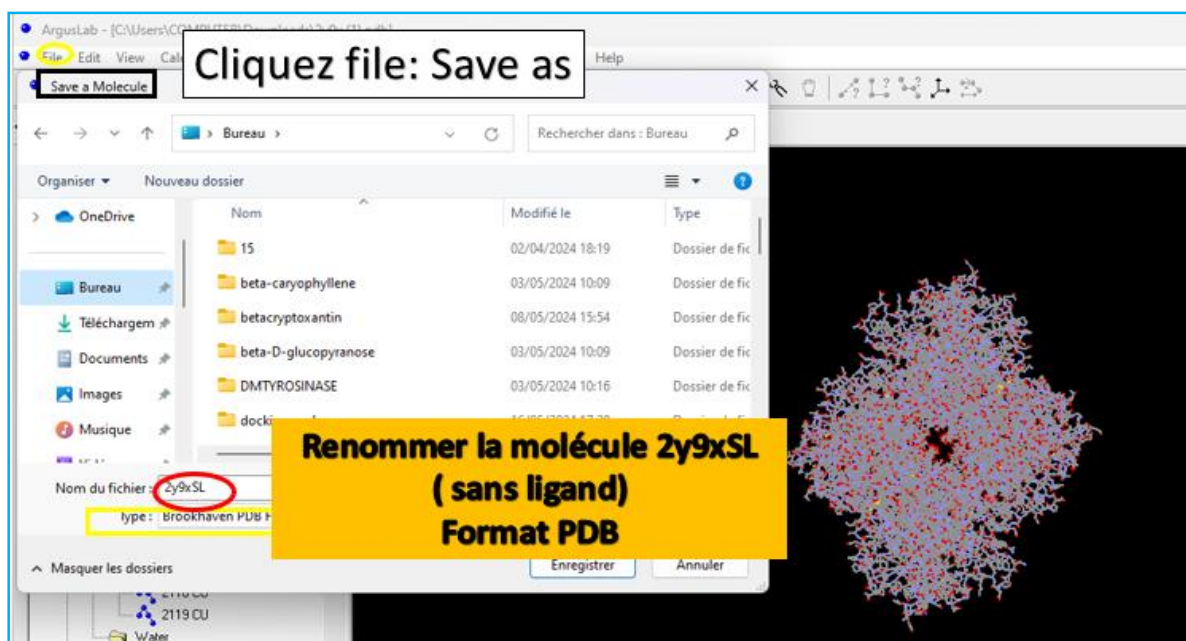 ArgusLab - [C:\Users\COMPUTER\Downloads\2y9x (1).pdb]
File Edit View Help
Cliquez file: Save as
Save a Molecule
Bureau
Rechercher dans : Bureau
Organiser Nouveau dossier
OneDrive
Nom Modifié le Type
15 02/04/2024 18:19 Dossier de fic
beta-caryophyllene 03/05/2024 10:09 Dossier de fic
Bureau
betacryptoxantin 08/05/2024 15:54 Dossier de fic
Téléchargem
beta-D-glucopyranose 03/05/2024 10:09 Dossier de fic
Documents
DMTYROSINASE 03/05/2024 10:16 Dossier de fic
Images
Musique
Renommer la molécule 2y9xSL
( sans ligand)
Format PDB
Nom du fichier : 2y9xSL
Type : Brookhaven PDB F
Masquer les dossiers
Enregistrer Annuler
2118 CU
2119 CU
Water